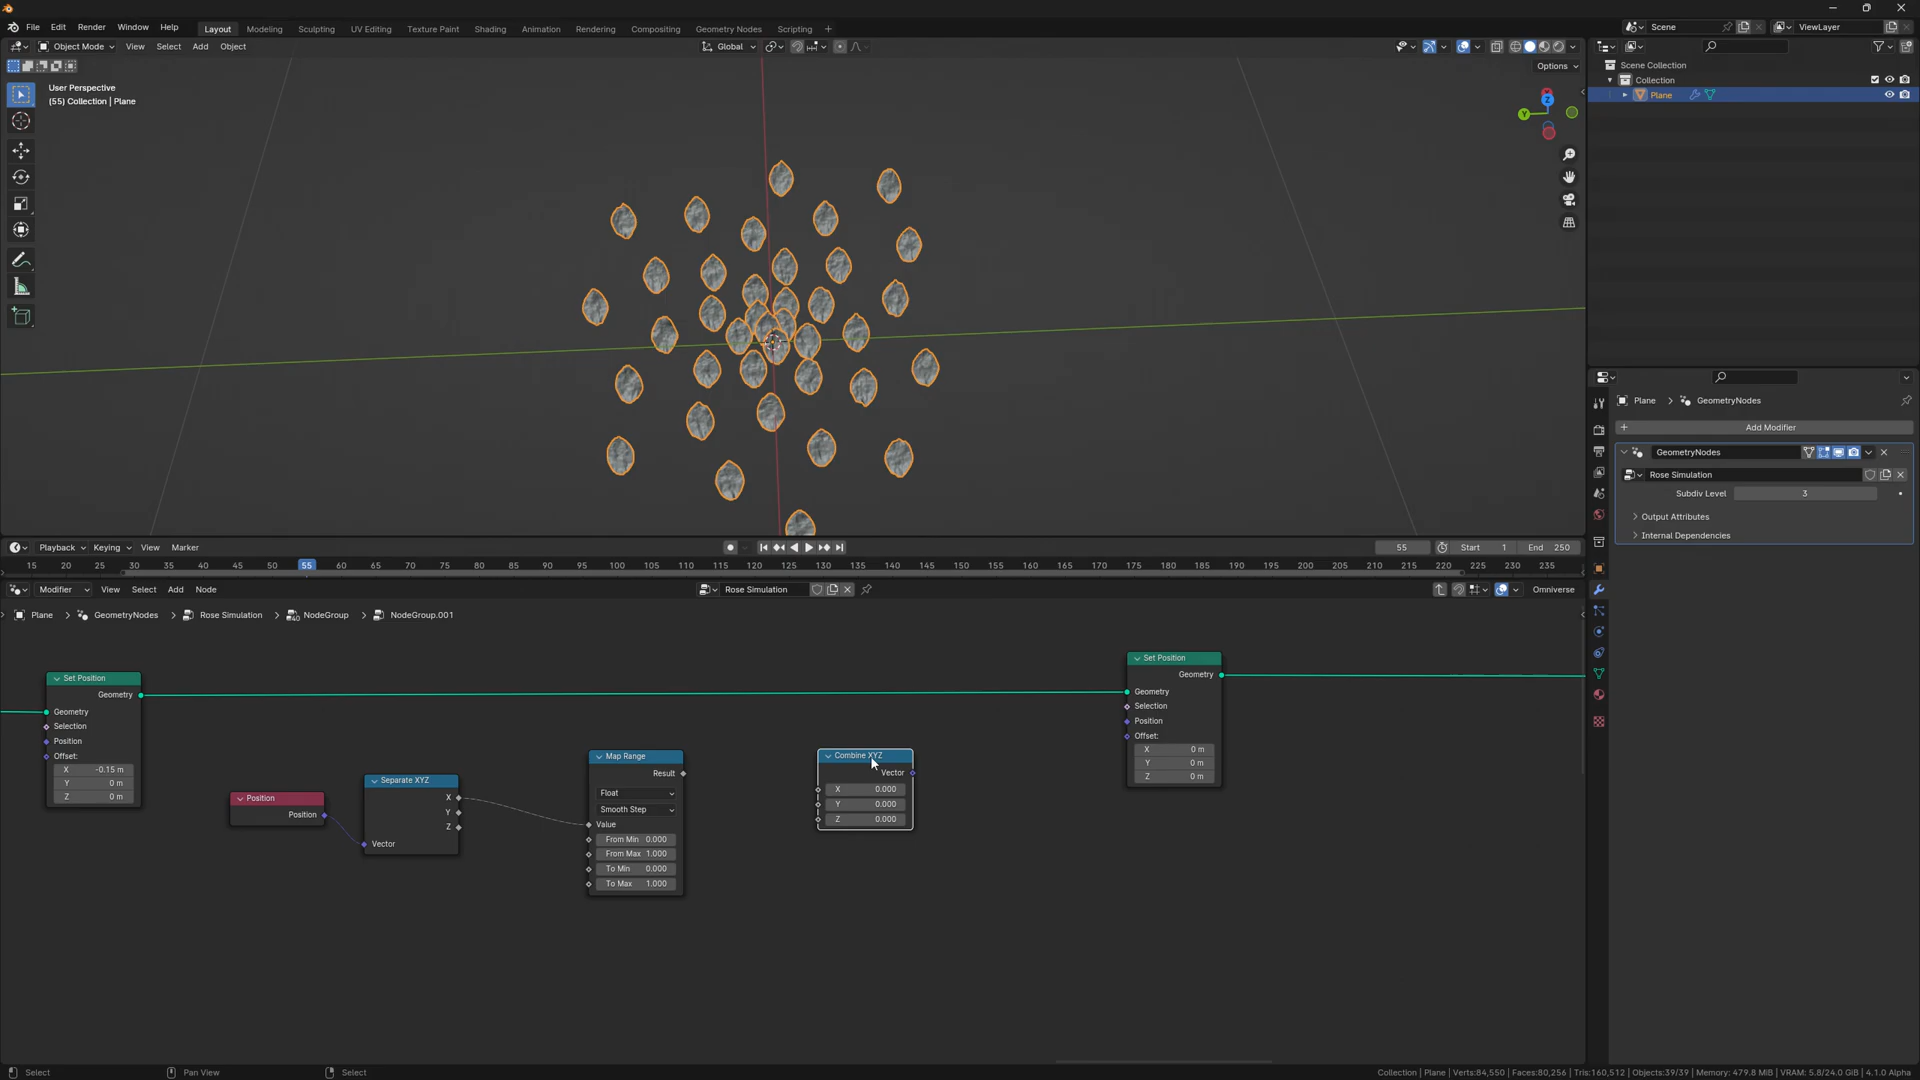 File Edit Render Window Help Layout Modeling Sculpting UV Editing Texture Paint Shading Animation Rendering Compositing Geometry Nodes Scripting + Scene ViewLayer
Object Mode View Select Add Object Global
Options
User Perspective
(55) Collection | Plane
Z
Y
Scene Collection
Collection
Plane
Plane > GeometryNodes
+ Add Modifier
GeometryNodes
Rose Simulation
Subdiv Level 3
Output Attributes
Internal Dependencies
Playback Keying View Marker 55 Start 1 End 250
15 20 25 30 35 40 45 50 55 60 65 70 75 80 85 90 95 100 105 110 115 120 125 130 135 140 145 150 155 160 165 170 175 180 185 190 195 200 205 210 215 220 225 230 235
Modifier View Select Add Node Rose Simulation Omniverse
Plane > GeometryNodes > Rose Simulation > NodeGroup > NodeGroup.001
Set Position
Geometry
Geometry
Selection
Position
Offset:
X -0.15 m
Y 0 m
Z 0 m
Position
Position
Separate XYZ
X
Y
Z
Vector
Map Range
Result
Float
Smooth Step
Value
From Min 0.000
From Max 1.000
To Min 0.000
To Max 1.000
Combine XYZ
Vector
X 0.000
Y 0.000
Z 0.000
Set Position
Geometry
Geometry
Selection
Position
Offset:
X 0 m
Y 0 m
Z 0 m
Select Pan View Select Collection | Plane | Verts:84,550 | Faces:80,256 | Tris:160,512 | Objects:39/39 | Memory: 479.8 MiB | VRAM: 5.8/24.0 GiB | 4.1.0 Alpha